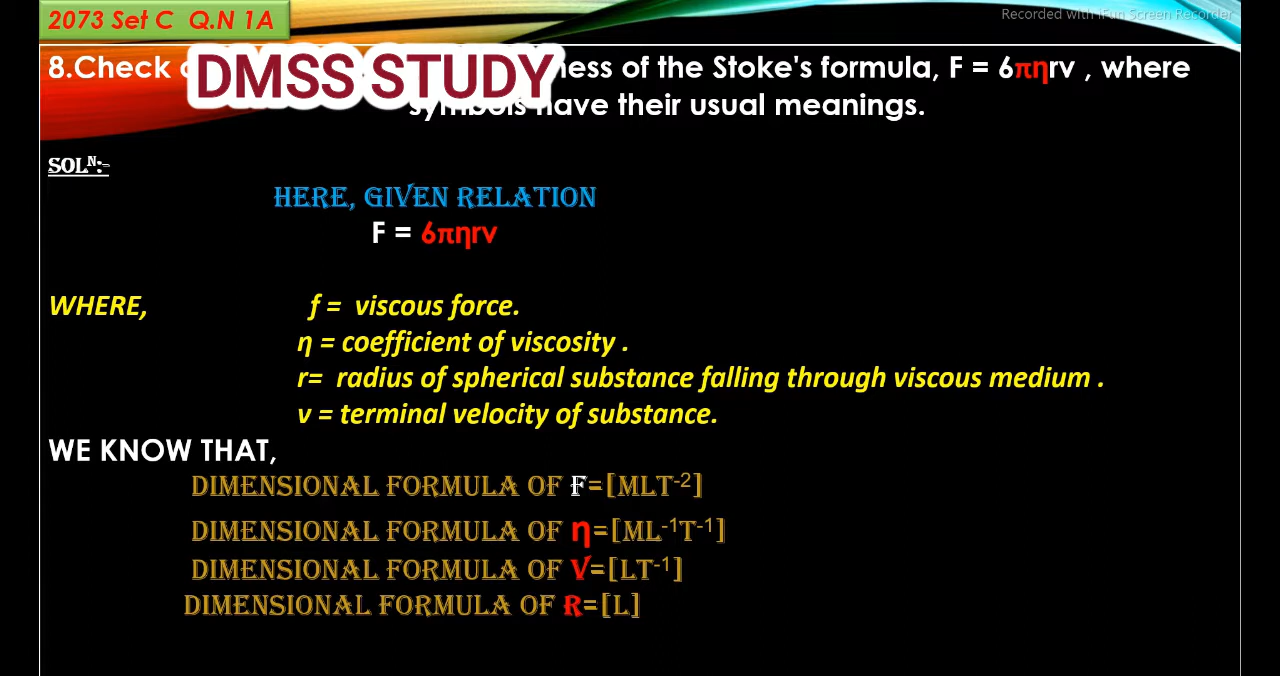 2073 Set C Q.N 1A
Recorded with iFun Screen Recorder
DMSS STUDY
8.Check ness of the Stoke's formula, F = 6πηrv , where
symbols have their usual meanings.
SOLᴺ:-
HERE, GIVEN RELATION
F = 6πηrv
WHERE, f = viscous force.
η = coefficient of viscosity .
r= radius of spherical substance falling through viscous medium .
v = terminal velocity of substance.
WE KNOW THAT,
DIMENSIONAL FORMULA OF F=[MLT⁻²]
DIMENSIONAL FORMULA OF η=[ML⁻¹T⁻¹]
DIMENSIONAL FORMULA OF V=[LT⁻¹]
DIMENSIONAL FORMULA OF R=[L]